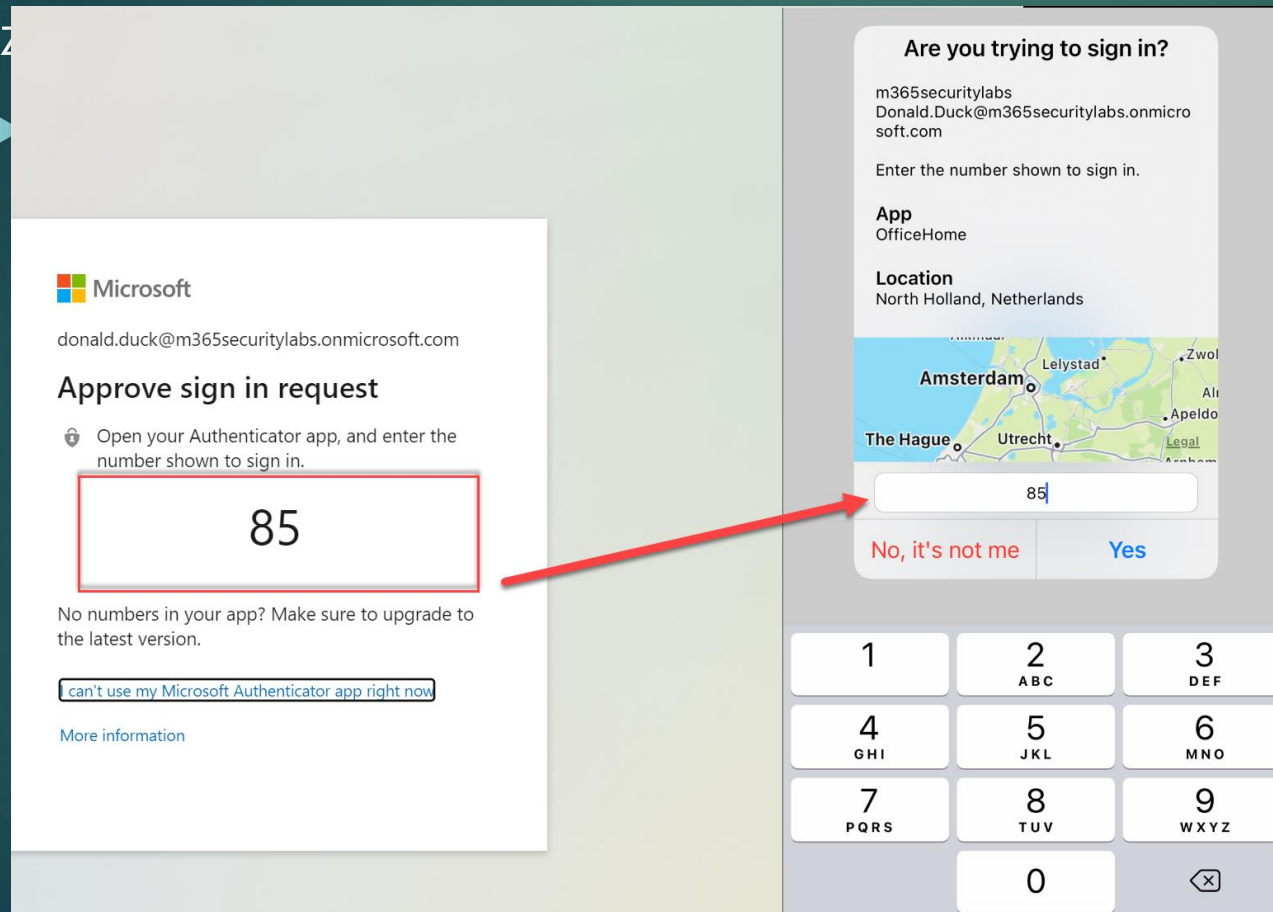 Microsoft
donald.duck@m365securitylabs.onmicrosoft.com
Approve sign in request
Open your Authenticator app, and enter the
number shown to sign in.
85
No numbers in your app? Make sure to upgrade to
the latest version.
I can't use my Microsoft Authenticator app right now
More information
Are you trying to sign in?
m365securitylabs
Donald.Duck@m365securitylabs.onmicro
soft.com
Enter the number shown to sign in.
App
OfficeHome
Location
North Holland, Netherlands
Lelystad
Zwol
Amsterdam
Apeldo
The Hague
Utrecht
Legal
85
No, it's not me
Yes
1
2
ABC
3
DEF
4
GHI
5
JKL
6
MNO
7
PQRS
8
TUV
9
WXYZ
0